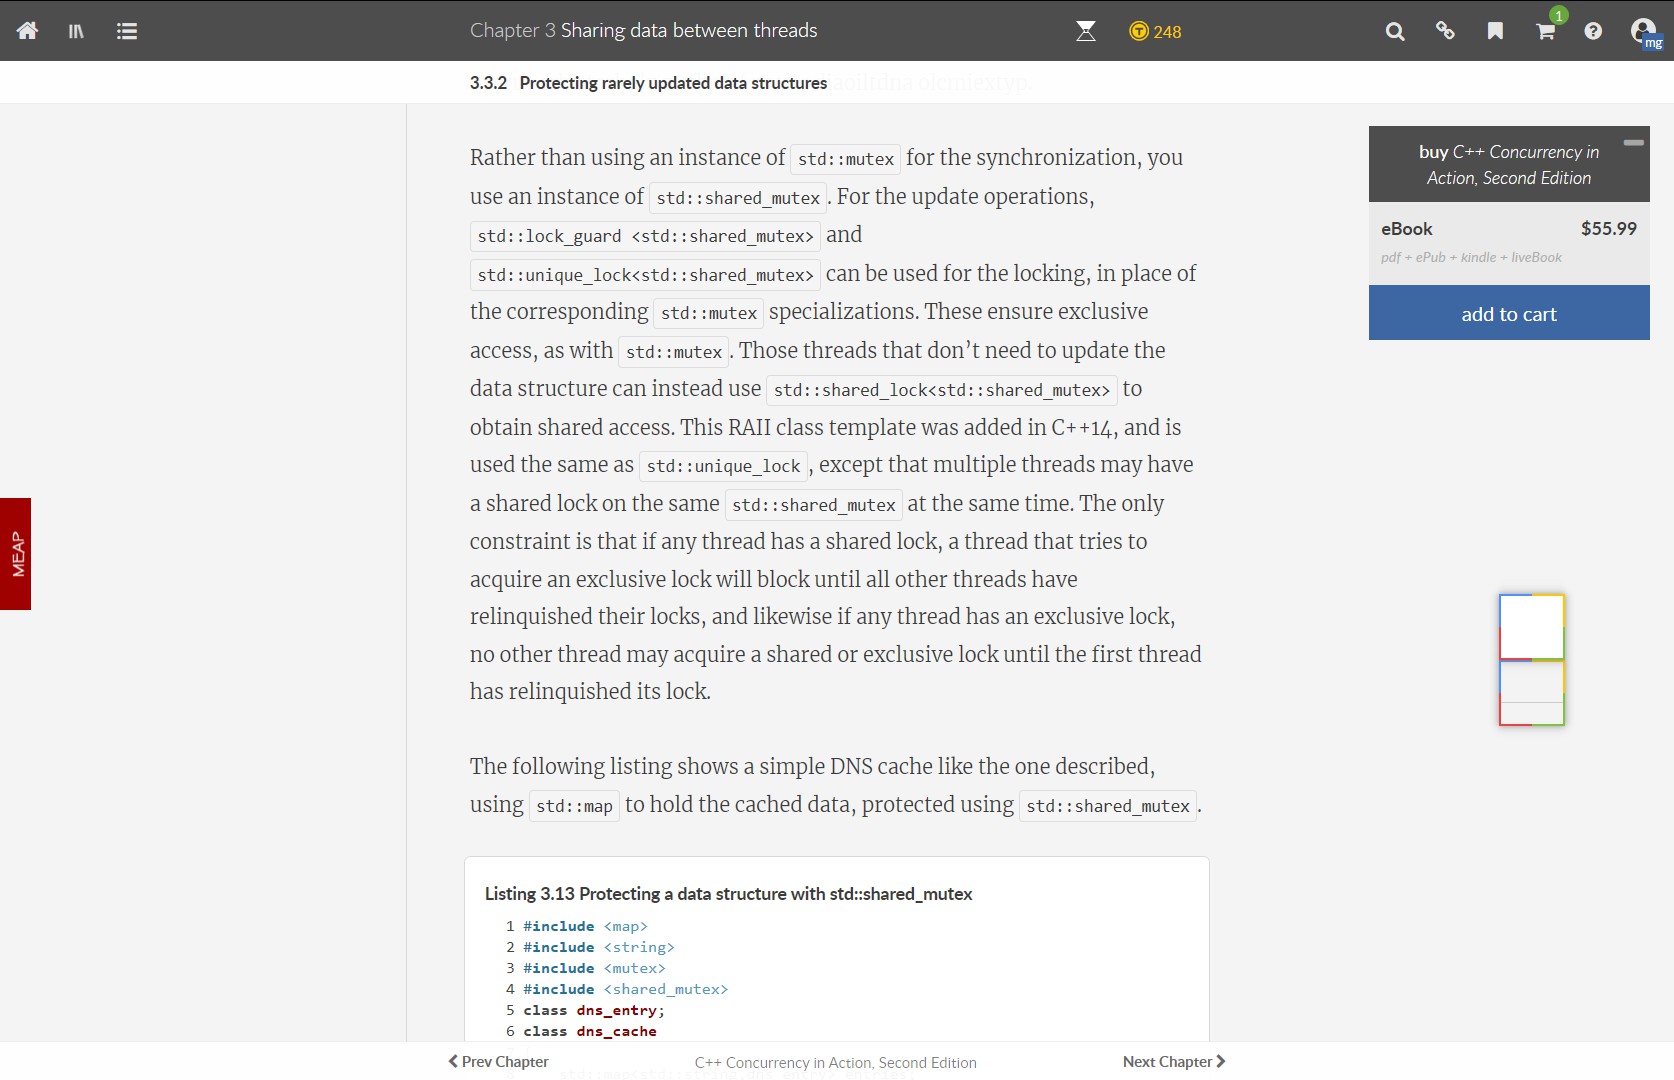 Chapter 3 Sharing data between threads
248
1
mg
3.3.2 Protecting rarely updated data structures
Rather than using an instance of std::mutex for the synchronization, you
use an instance of std::shared_mutex. For the update operations,
std::lock_guard <std::shared_mutex> and
std::unique_lock<std::shared_mutex> can be used for the locking, in place of
the corresponding std::mutex specializations. These ensure exclusive
access, as with std::mutex. Those threads that don’t need to update the
data structure can instead use std::shared_lock<std::shared_mutex> to
obtain shared access. This RAII class template was added in C++14, and is
used the same as std::unique_lock, except that multiple threads may have
a shared lock on the same std::shared_mutex at the same time. The only
constraint is that if any thread has a shared lock, a thread that tries to
acquire an exclusive lock will block until all other threads have
relinquished their locks, and likewise if any thread has an exclusive lock,
no other thread may acquire a shared or exclusive lock until the first thread
has relinquished its lock.
The following listing shows a simple DNS cache like the one described,
using std::map to hold the cached data, protected using std::shared_mutex.
Listing 3.13 Protecting a data structure with std::shared_mutex
1 #include <map>
2 #include <string>
3 #include <mutex>
4 #include <shared_mutex>
5 class dns_entry;
6 class dns_cache
buy C++ Concurrency in
Action, Second Edition
eBook $55.99
pdf + ePub + kindle + liveBook
add to cart
MEAP
Prev Chapter
C++ Concurrency in Action, Second Edition
Next Chapter